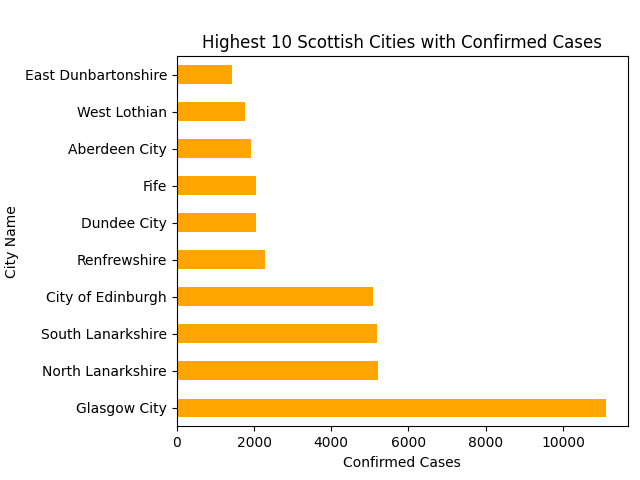 Highest 10 Scottish Cities with Confirmed Cases
East Dunbartonshire
West Lothian
Aberdeen City
Fife
Dundee City
Renfrewshire
City of Edinburgh
South Lanarkshire
North Lanarkshire
Glasgow City
City Name
0 2000 4000 6000 8000 10000
Confirmed Cases